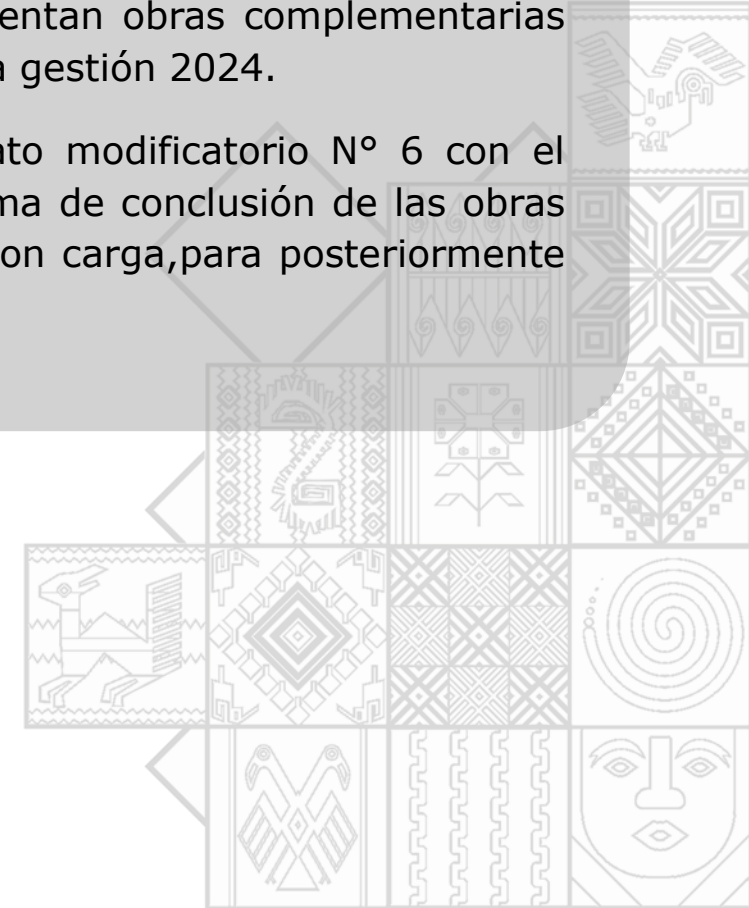 entan obras complementarias
a gestión 2024.
ato modificatorio N° 6 con el
ma de conclusión de las obras
on carga,para posteriormente